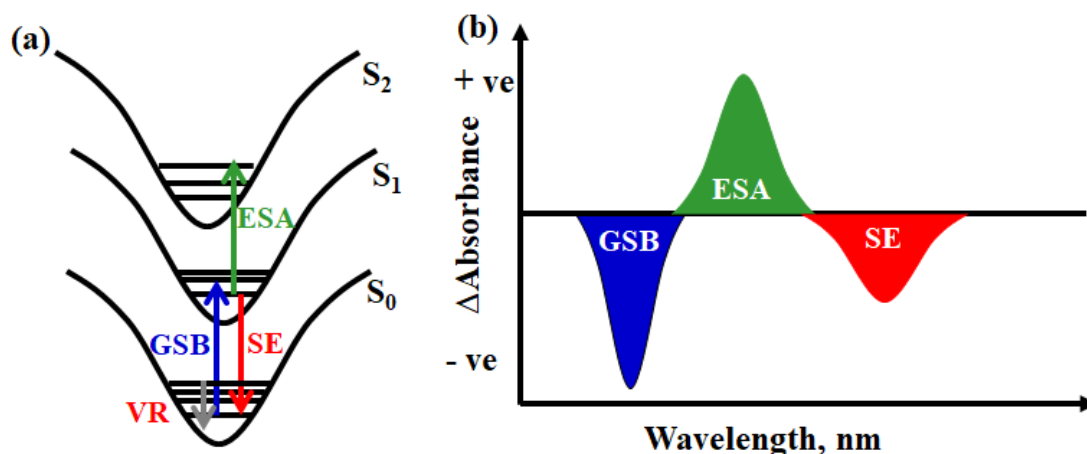 (a)
S₂
S₁
ESA
S₀
GSB
SE
VR
(b)
+ ve
ΔAbsorbance
- ve
ESA
GSB
SE
Wavelength, nm